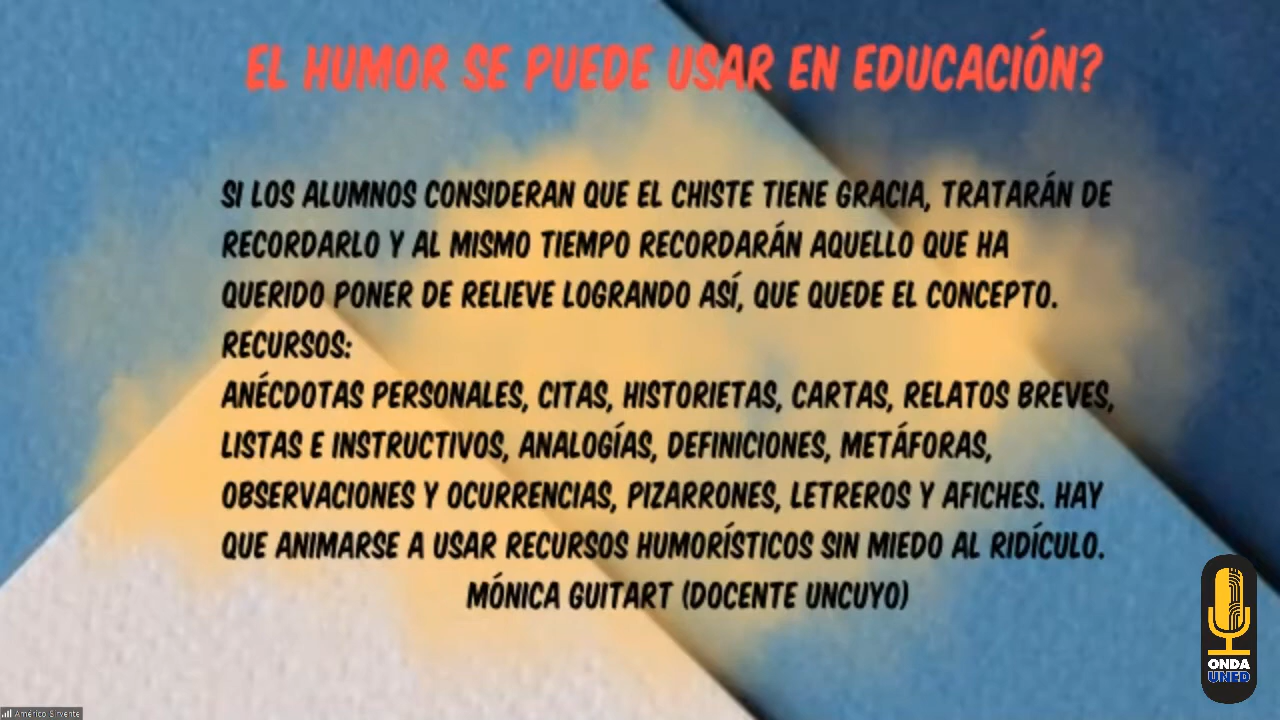 EL HUMOR SE PUEDE USAR EN EDUCACIÓN?
SI LOS ALUMNOS CONSIDERAN QUE EL CHISTE TIENE GRACIA, TRATARÁN DE
RECORDARLO Y AL MISMO TIEMPO RECORDARÁN AQUELLO QUE HA
QUERIDO PONER DE RELIEVE LOGRANDO ASÍ, QUE QUEDE EL CONCEPTO.
RECURSOS:
ANÉCDOTAS PERSONALES, CITAS, HISTORIETAS, CARTAS, RELATOS BREVES,
LISTAS E INSTRUCTIVOS, ANALOGÍAS, DEFINICIONES, METÁFORAS,
OBSERVACIONES Y OCURRENCIAS, PIZARRONES, LETREROS Y AFICHES. HAY
QUE ANIMARSE A USAR RECURSOS HUMORÍSTICOS SIN MIEDO AL RIDÍCULO.
MÓNICA GUITART (DOCENTE UNCUYO)
ONDA
UNED
Américo Sirvente